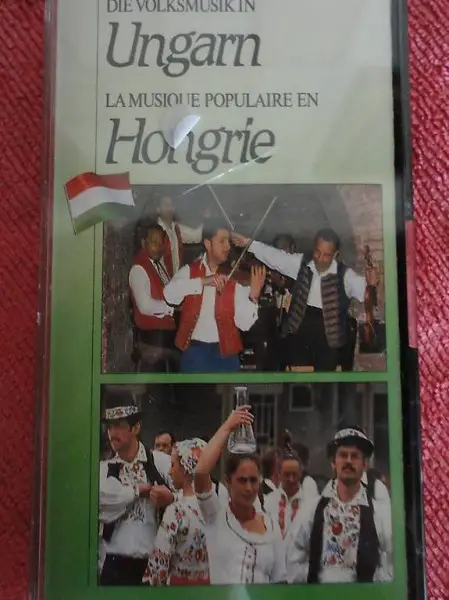 DIE VOLKSMUSIK IN
Ungarn
LA MUSIQUE POPULAIRE EN
Hongrie